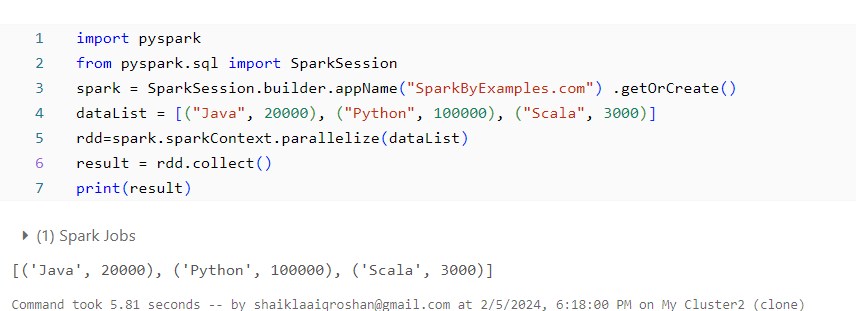 1 import pyspark
2 from pyspark.sql import SparkSession
3 spark = SparkSession.builder.appName("SparkByExamples.com") .getOrCreate()
4 dataList = [("Java", 20000), ("Python", 100000), ("Scala", 3000)]
5 rdd=spark.sparkContext.parallelize(dataList)
6 result = rdd.collect()
7 print(result)
(1) Spark Jobs
[('Java', 20000), ('Python', 100000), ('Scala', 3000)]
Command took 5.81 seconds -- by shaiklaaiqroshan@gmail.com at 2/5/2024, 6:18:00 PM on My Cluster2 (clone)